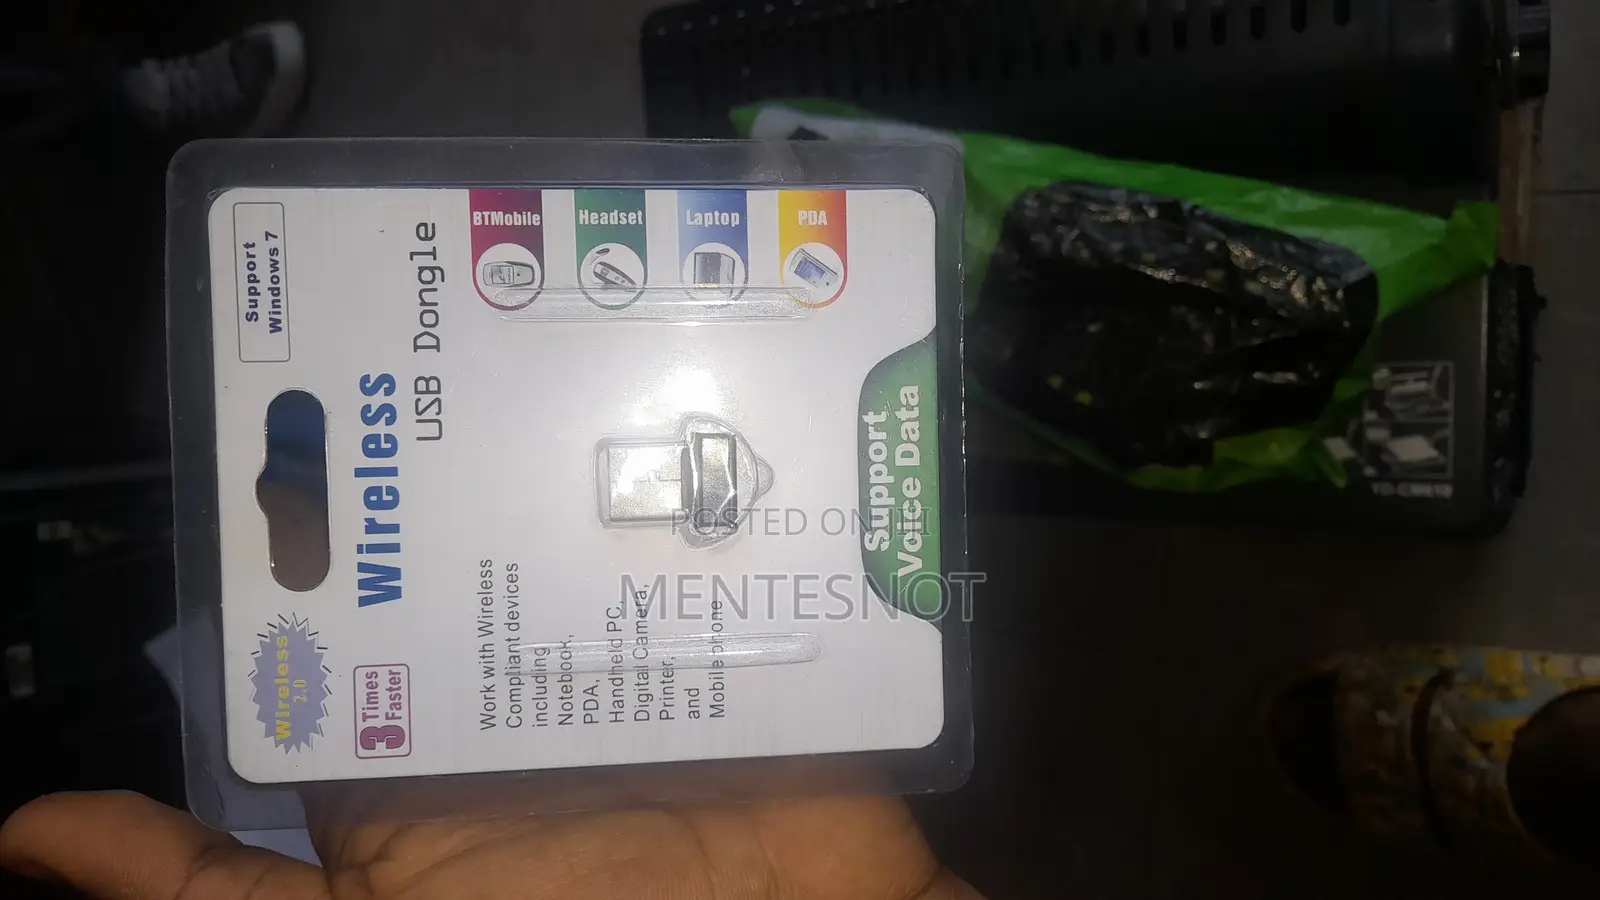 Support
Windows 7
Wireless
USB Dongle
BTMobile
Headset
Laptop
PDA
Wireless
2.0
3 Times
Faster
Work with Wireless
Compliant devices
including
Notebook,
PDA,
Handheld PC,
Digital Camera,
Printer,
and
Mobile phone
Support
Voice Data
POSTED ON JIJI
MENTESNOT